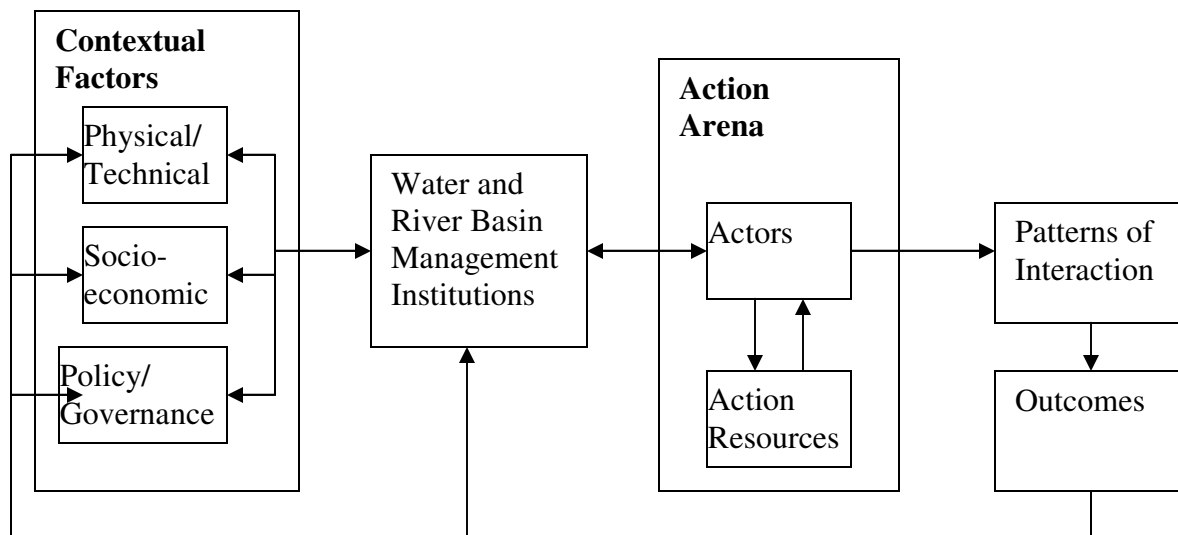 Contextual
Factors
Physical/
Technical
Socio-
economic
Policy/
Governance
Water and
River Basin
Management
Institutions
Action
Arena
Actors
Action
Resources
Patterns of
Interaction
Outcomes